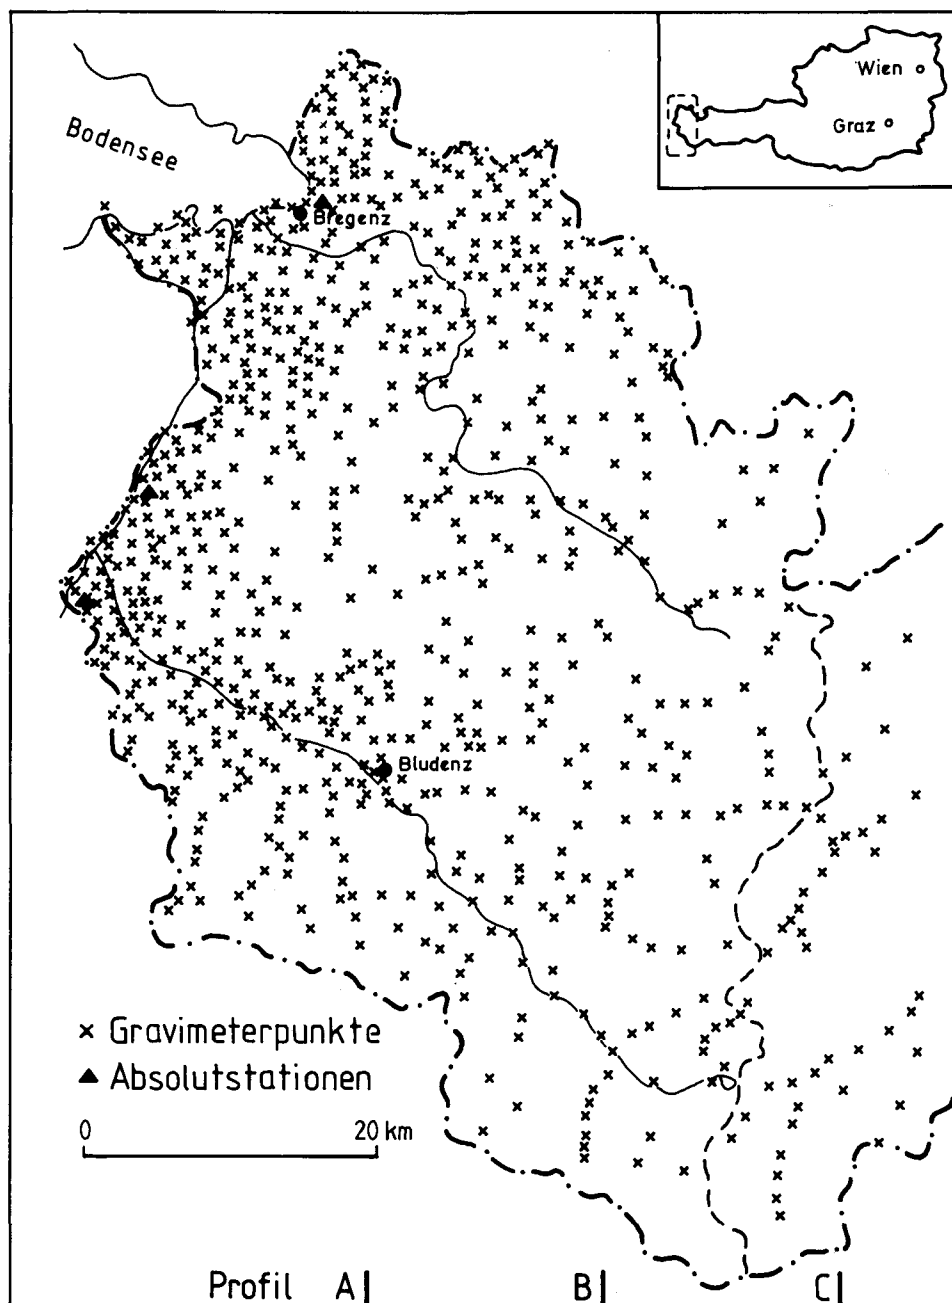 Wien
Graz
Bodensee
Bregenz
Bludenz
x Gravimeterpunkte
▲ Absolutstationen
0 20 km
Profil A B C